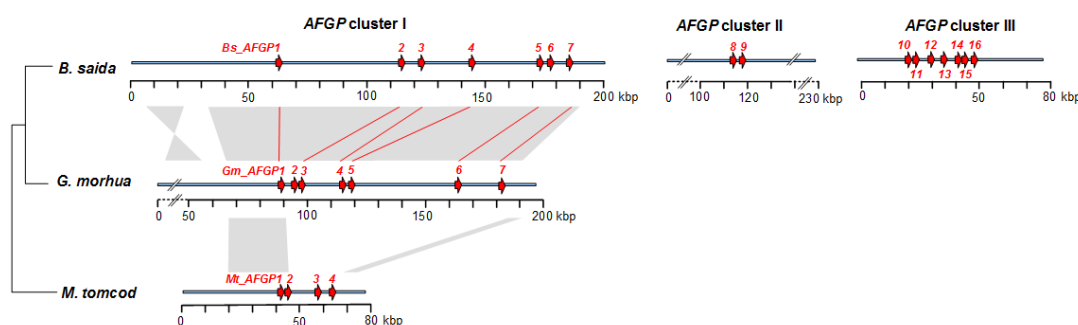 AFGP cluster I
AFGP cluster II
AFGP cluster III
B. saida
Bs_AFGP1 2 3 4 5 6 7
0 50 100 150 200 kbp
8 9
100 120 230 kbp
10 12 14 16
11 13 15
0 50 80 kbp
G. morhua
Gm_AFGP1 2 3 4 5 6 7
0 50 100 150 200 kbp
M. tomcod
Mt_AFGP1 2 3 4
0 50 80 kbp